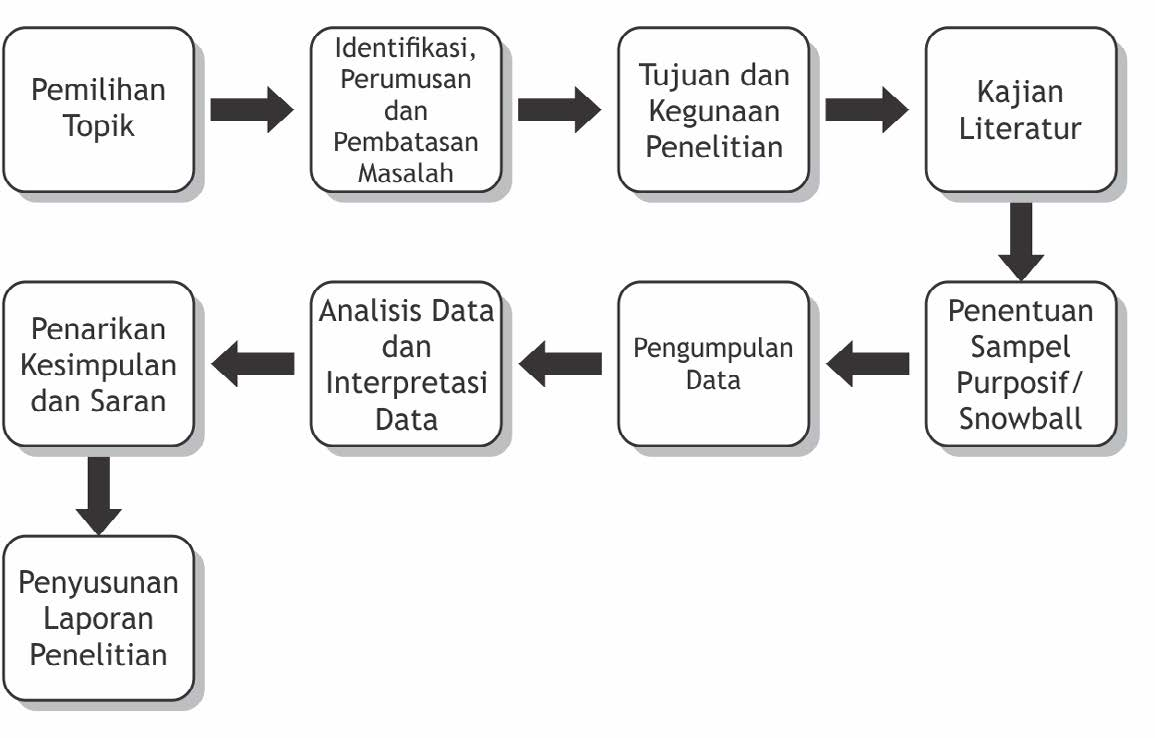 Pemilihan
Topik
Identifikasi,
Perumusan
dan
Pembatasan
Masalah
Tujuan dan
Kegunaan
Penelitian
Kajian
Literatur
Penentuan
Sampel
Purposif/
Snowball
Pengumpulan
Data
Analisis Data
dan
Interpretasi
Data
Penarikan
Kesimpulan
dan Saran
Penyusunan
Laporan
Penelitian